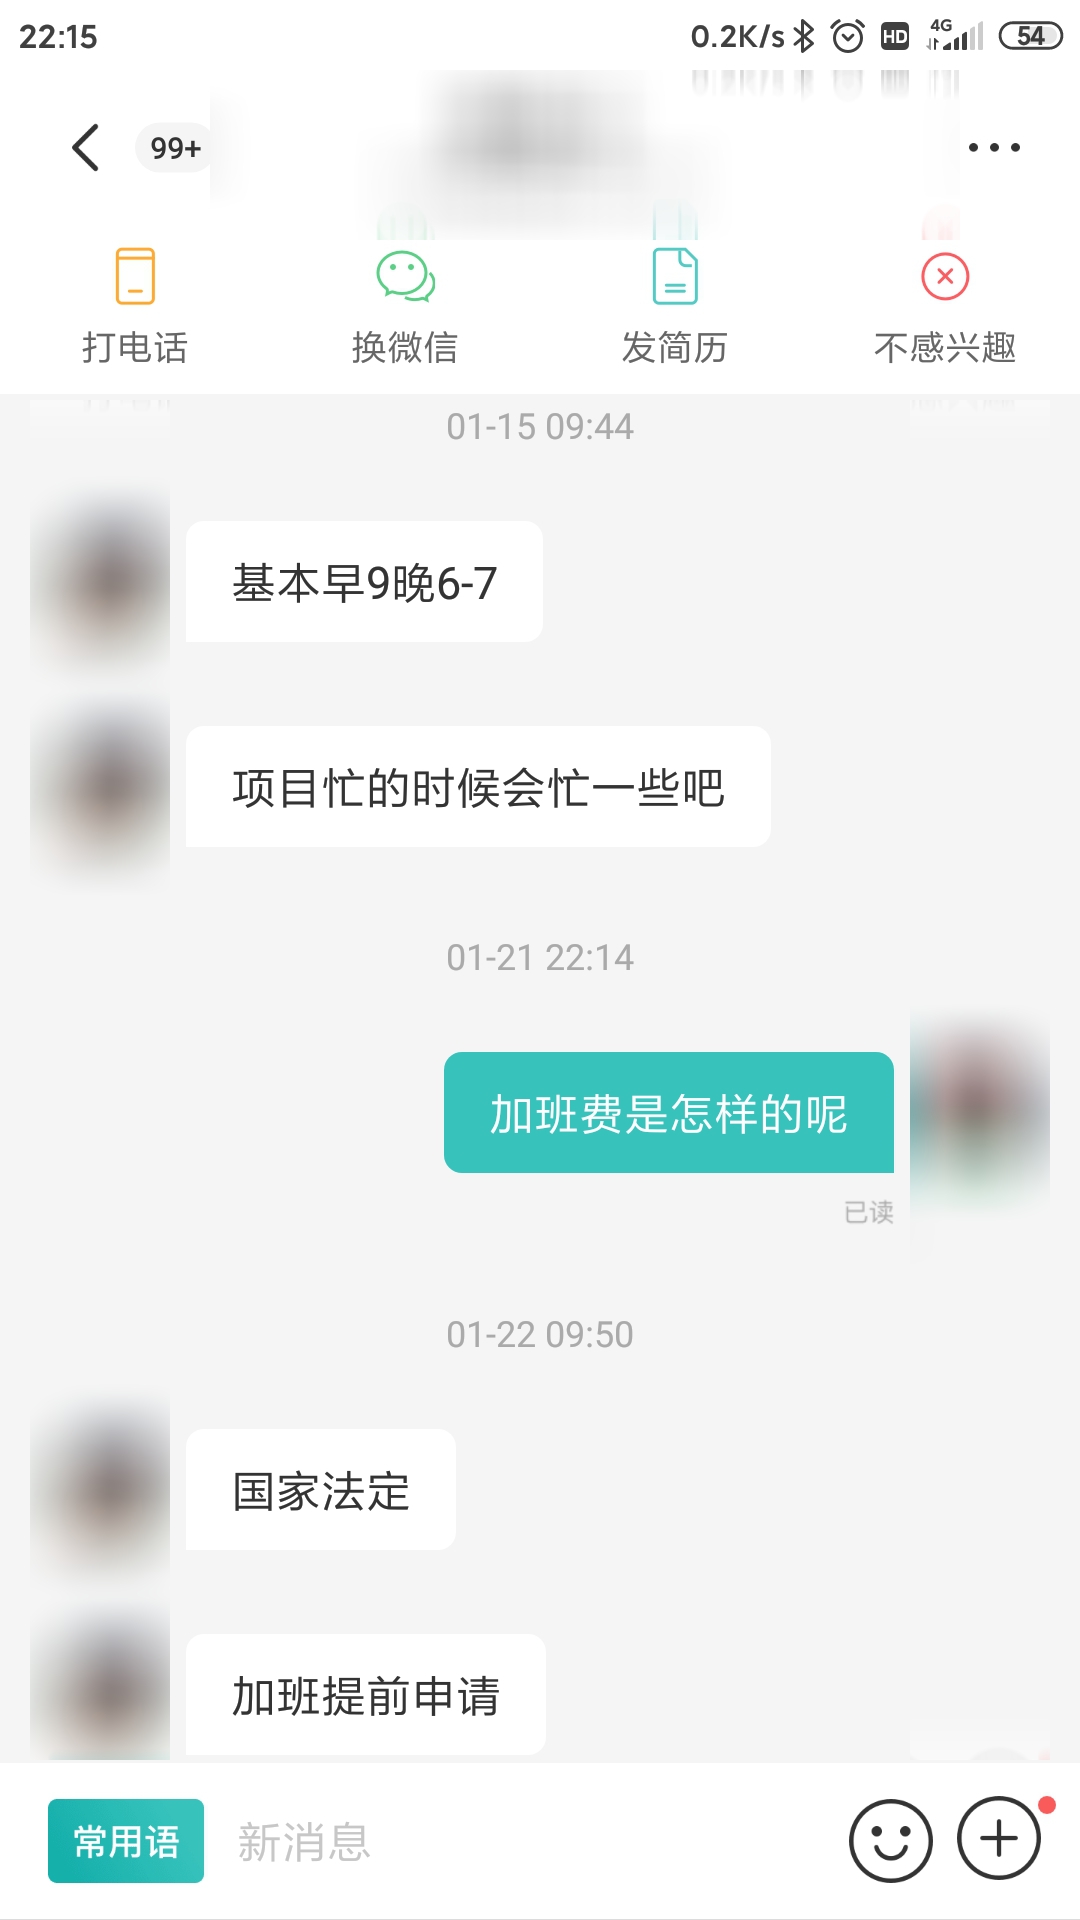 22:15
0.2K/s HD 4G 54
99+
打电话 换微信 发简历 不感兴趣
01-15 09:44
基本早9晚6-7
项目忙的时候会忙一些吧
01-21 22:14
加班费是怎样的呢
已读
01-22 09:50
国家法定
加班提前申请
常用语 新消息